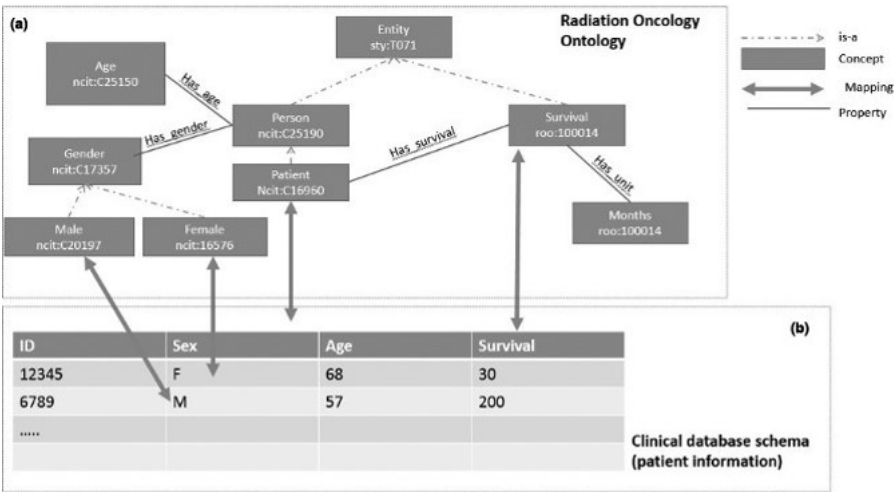 (a)
Radiation Oncology
Ontology
Entity
sty:T071
Age
ncit:C25150
Has_age
Person
ncit:C25190
Survival
roo:100014
Has_gender
Gender
ncit:C17357
Has_survival
Patient
Ncit:C16960
Has_unit
Months
roo:100014
Male
ncit:C20197
Female
ncit:16576
is-a
Concept
Mapping
Property
(b)
ID Sex Age Survival
12345 F 68 30
6789 M 57 200
.....
Clinical database schema
(patient information)